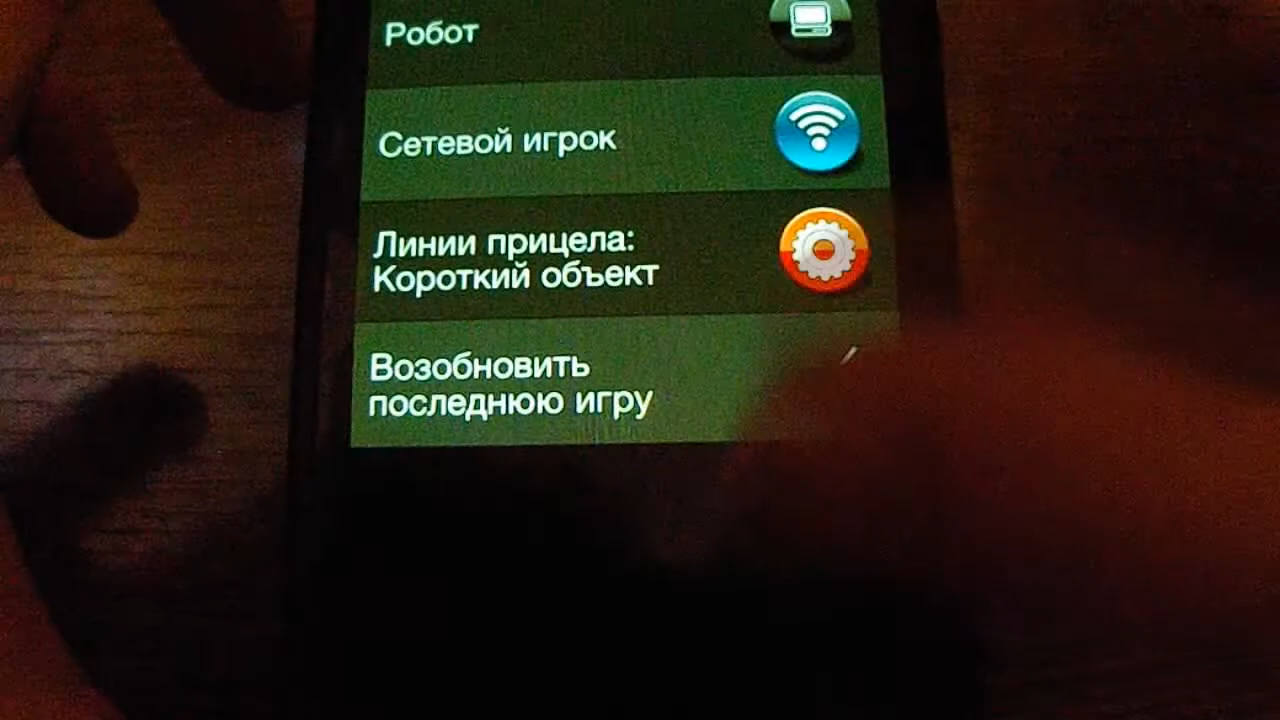 Робот
Сетевой игрок
Линии прицела:
Короткий объект
Возобновить
последнюю игру